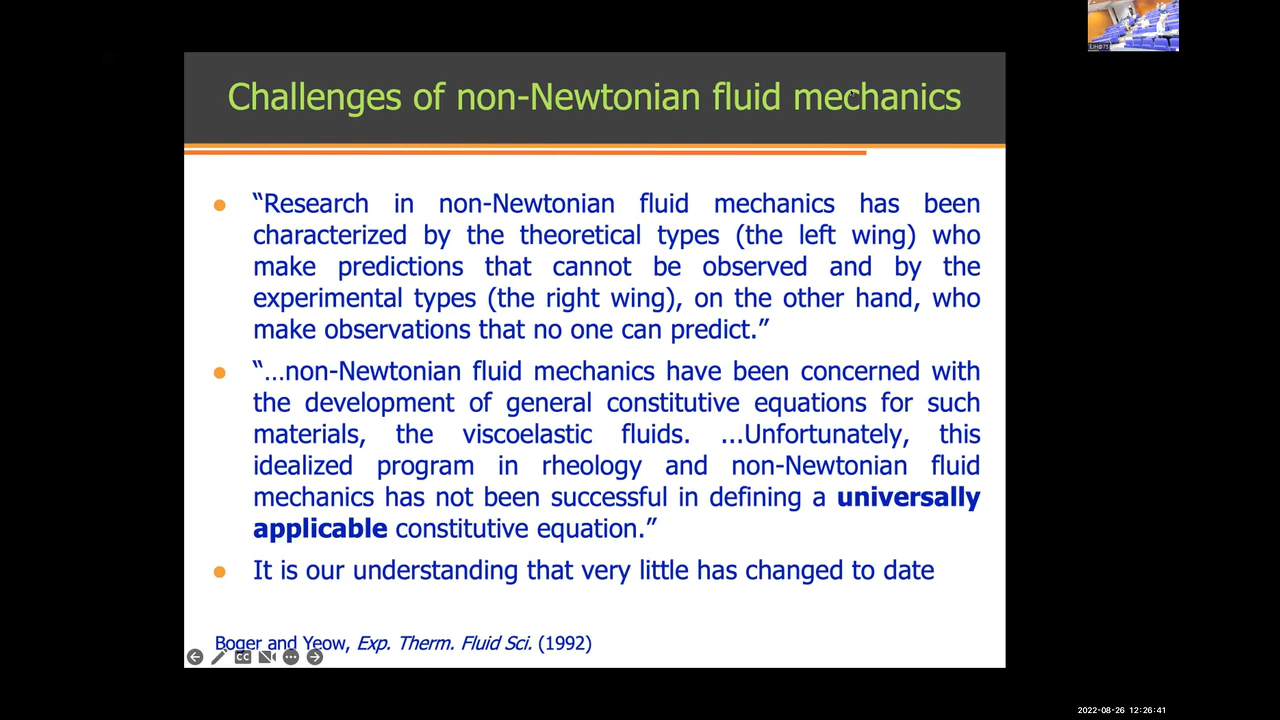 Challenges of non-Newtonian fluid mechanics
“Research in non-Newtonian fluid mechanics has been
characterized by the theoretical types (the left wing) who
make predictions that cannot be observed and by the
experimental types (the right wing), on the other hand, who
make observations that no one can predict.”
“…non-Newtonian fluid mechanics have been concerned with
the development of general constitutive equations for such
materials, the viscoelastic fluids. ...Unfortunately, this
idealized program in rheology and non-Newtonian fluid
mechanics has not been successful in defining a universally
applicable constitutive equation.”
It is our understanding that very little has changed to date
Boger and Yeow, Exp. Therm. Fluid Sci. (1992)
CC
2022-08-26 12:26:41